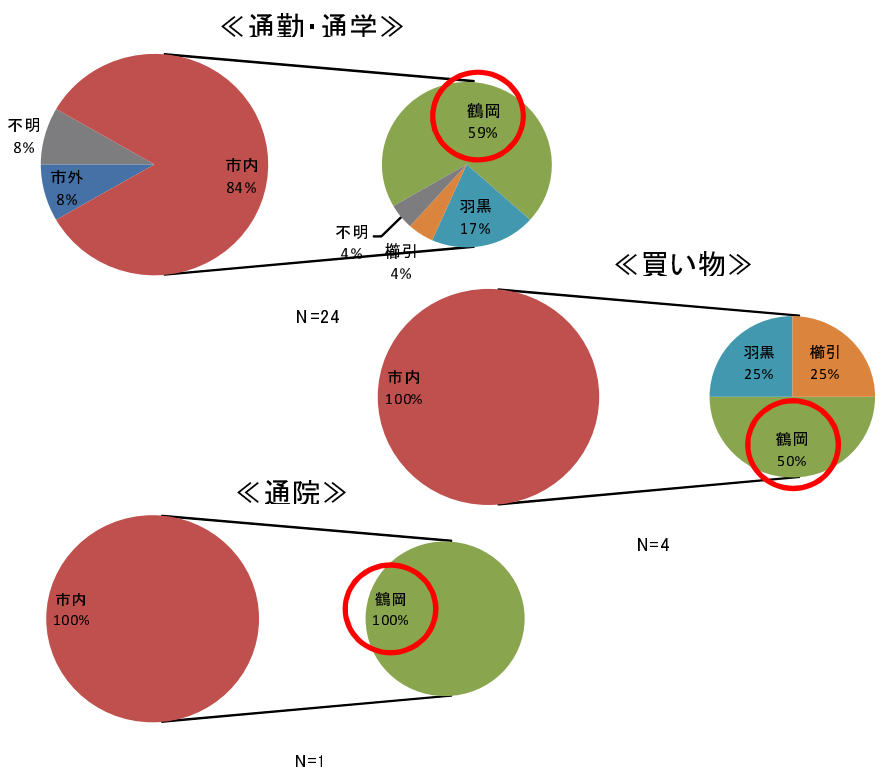 ≪通勤・通学≫
不明
8%
市外
8%
市内
84%
鶴岡
59%
羽黒
17%
不明
4%
櫛引
4%
N=24
≪買い物≫
市内
100%
羽黒
25%
櫛引
25%
鶴岡
50%
N=4
≪通院≫
市内
100%
鶴岡
100%
N=1